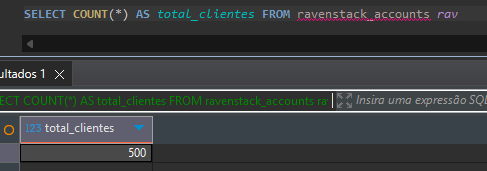 SELECT COUNT(*) AS total_clientes FROM ravenstack_accounts rav
ultados 1
ECT COUNT(*) AS total_clientes FROM ravenstack_accounts ra
Insira uma expressão SQL
123 total_clientes
500